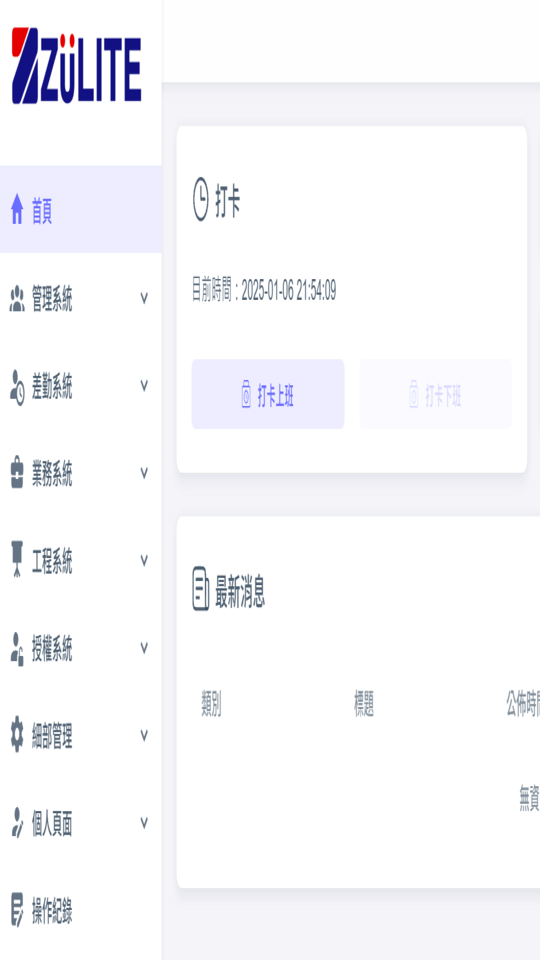 ZÜLITE
首頁
管理系統
差勤系統
業務系統
工程系統
授權系統
細部管理
個人頁面
操作紀錄
打卡
目前時間：2025-01-06 21:54:09
打卡上班 打卡下班
最新消息
類別 標題 公佈時間
無資